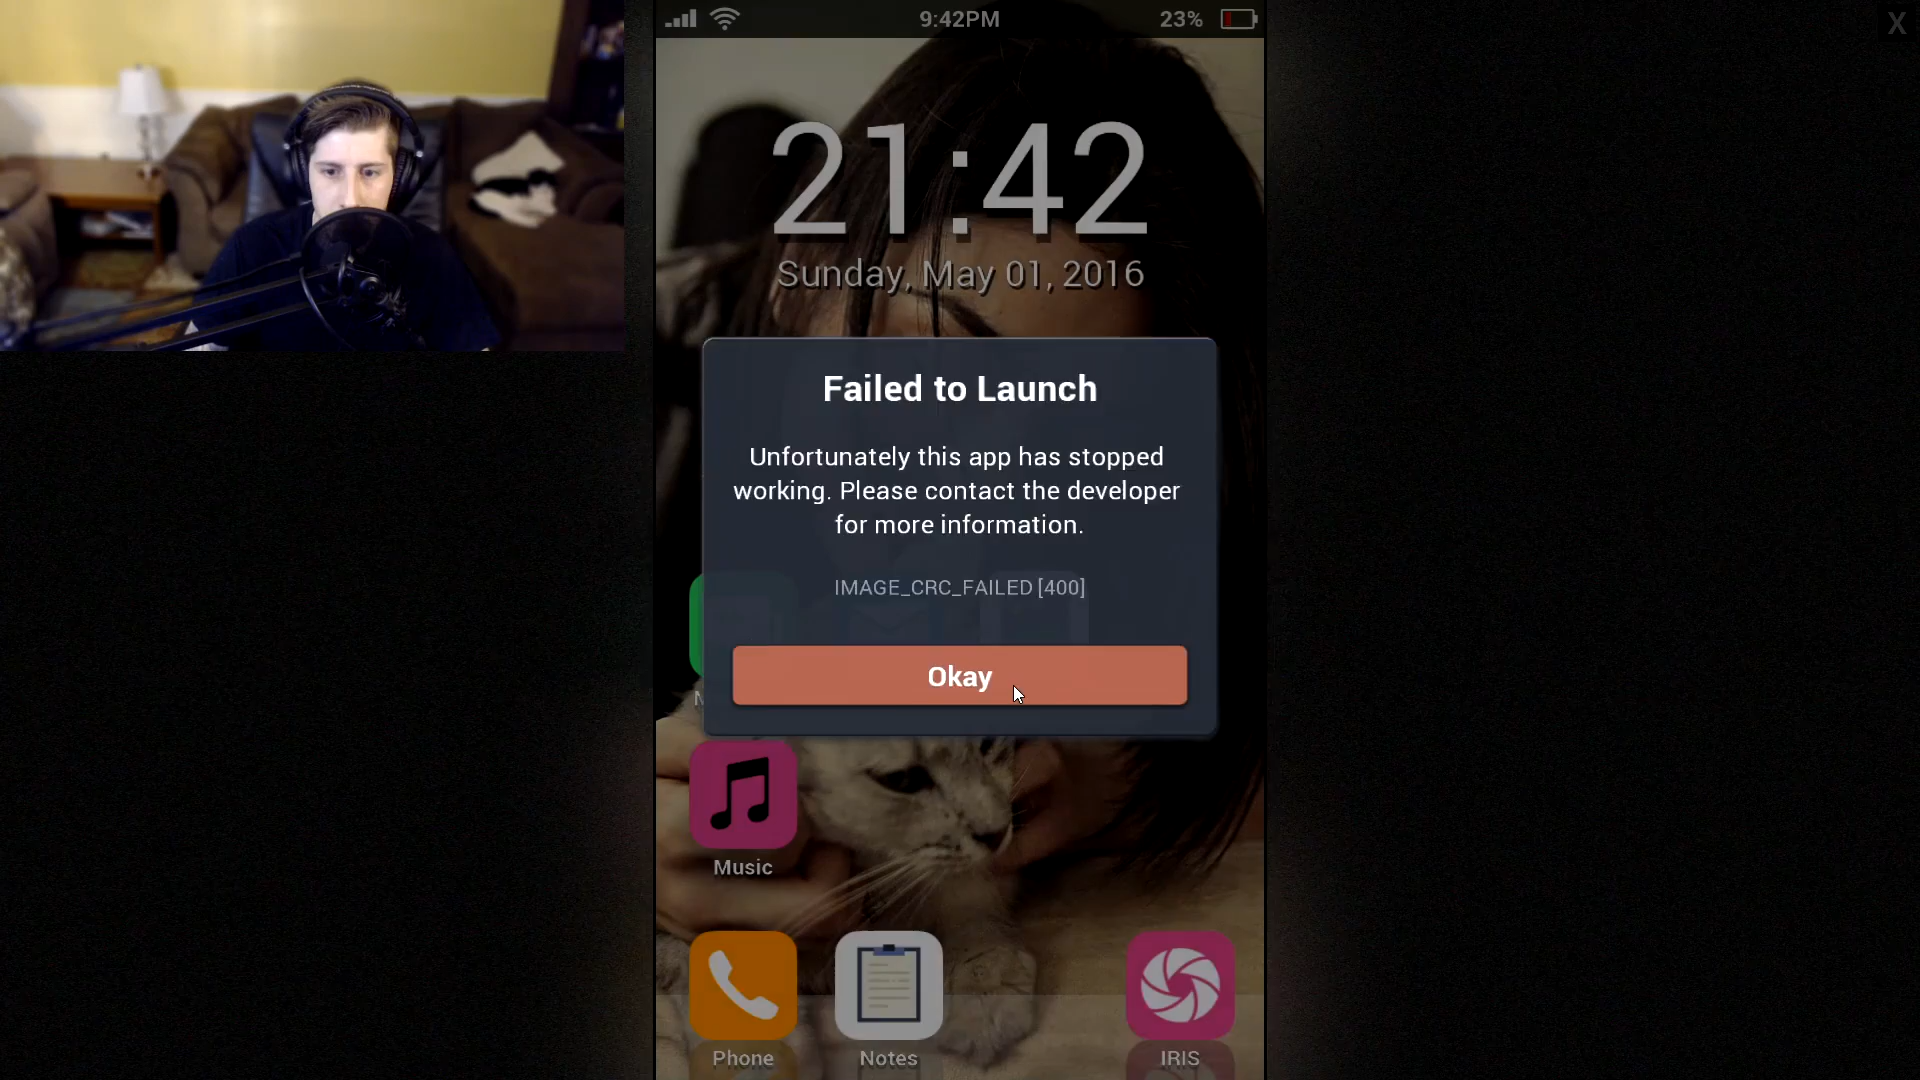 9:42PM
23%
X
21:42
Sunday, May 01, 2016
Failed to Launch
Unfortunately this app has stopped
working. Please contact the developer
for more information.
IMAGE_CRC_FAILED [400]
Okay
Music
Phone
Notes
IRIS